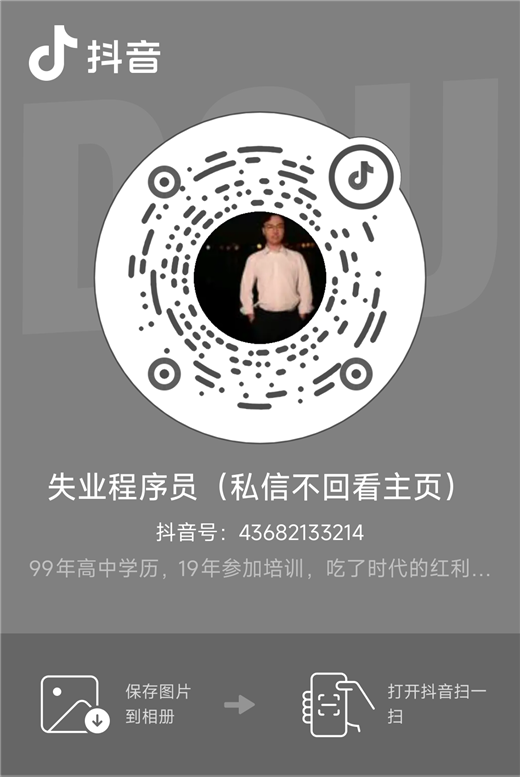 抖音
DOU
失业程序员（私信不回看主页）
抖音号：43682133214
99年高中学历，19年参加培训，吃了时代的红利...
保存图片
到相册
打开抖音扫一
扫